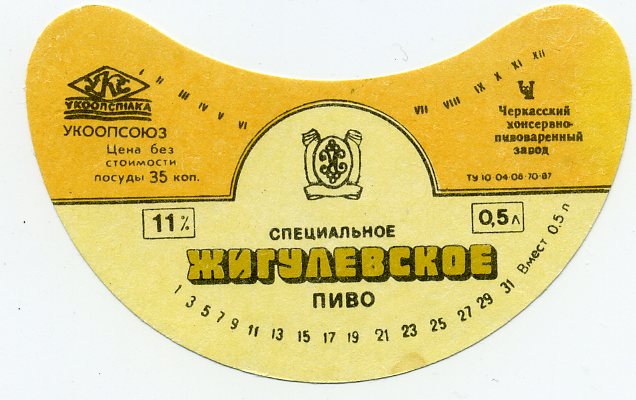 УКС
УКООПСПIЛКА
УКООПСОЮЗ
Цена без
стоимости
посуды 35 коп.
I II III IV V VI
VII VIII IX X XI XII
Черкасский
консервно-
пивоваренный
завод
ТУ 10·04·06·70-87
11%
0,5л
СПЕЦИАЛЬНОЕ
ЖИГУЛЕВСКОЕ
ПИВО
1 3 5 7 9 11 13 15 17 19 21 23 25 27 29 31 Вмест 0.5 л